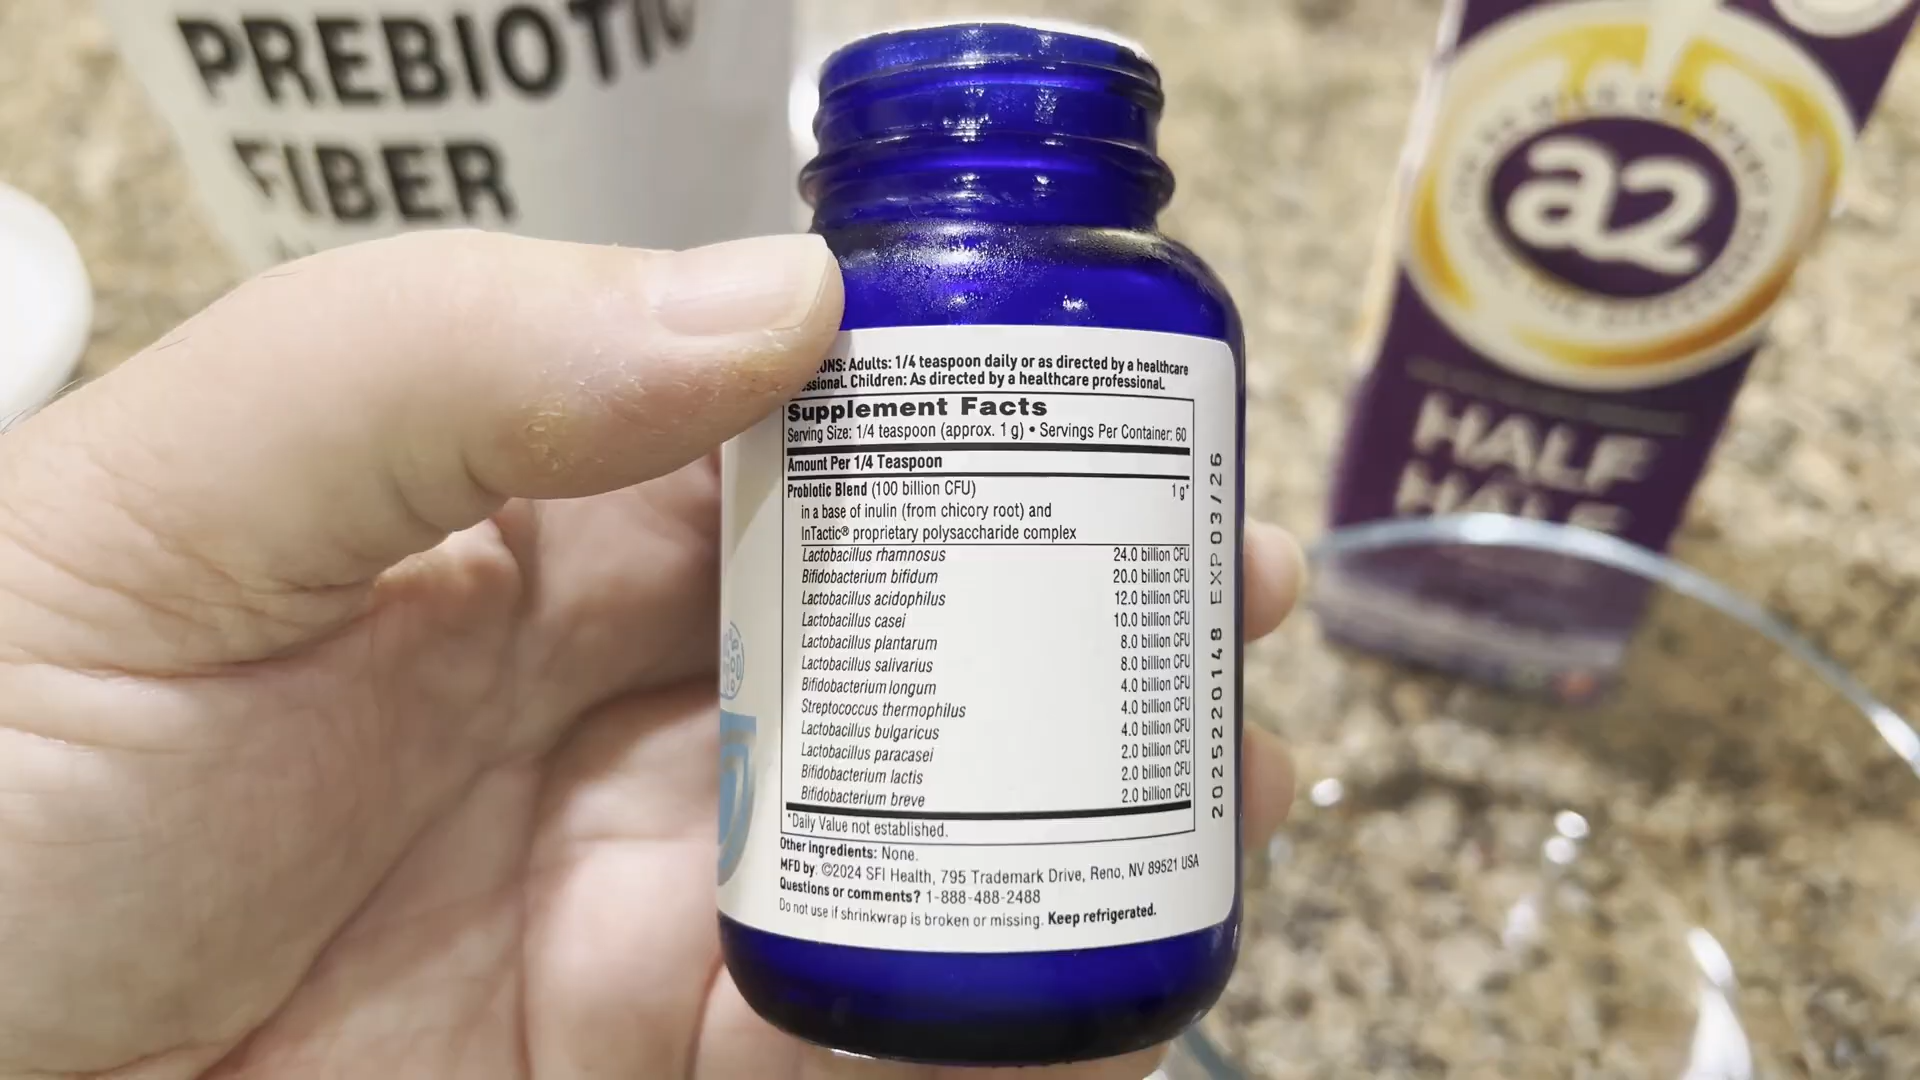 PREBIOTIC
FIBER
a2
HALF
HALF
Adults: 1/4 teaspoon daily or as directed by a healthcare
Children: As directed by a healthcare professional.
Supplement Facts
Serving Size: 1/4 teaspoon (approx. 1 g) • Servings Per Container: 60
Amount Per 1/4 Teaspoon
Probiotic Blend (100 billion CFU) 1 g*
in a base of inulin (from chicory root) and
InTactic® proprietary polysaccharide complex
Lactobacillus rhamnosus 24.0 billion CFU
Bifidobacterium bifidum 20.0 billion CFU
Lactobacillus acidophilus 12.0 billion CFU
Lactobacillus casei 10.0 billion CFU
Lactobacillus plantarum 8.0 billion CFU
Lactobacillus salivarius 8.0 billion CFU
Bifidobacterium longum 4.0 billion CFU
Streptococcus thermophilus 4.0 billion CFU
Lactobacillus bulgaricus 4.0 billion CFU
Lactobacillus paracasei 2.0 billion CFU
Bifidobacterium lactis 2.0 billion CFU
Bifidobacterium breve 2.0 billion CFU
*Daily Value not established.
Other Ingredients: None.
MFD by: ©2024 SFI Health, 795 Trademark Drive, Reno, NV 89521 USA
Questions or comments? 1-888-488-2488
Do not use if shrinkwrap is broken or missing. Keep refrigerated.
2025220148 EXP 03/26